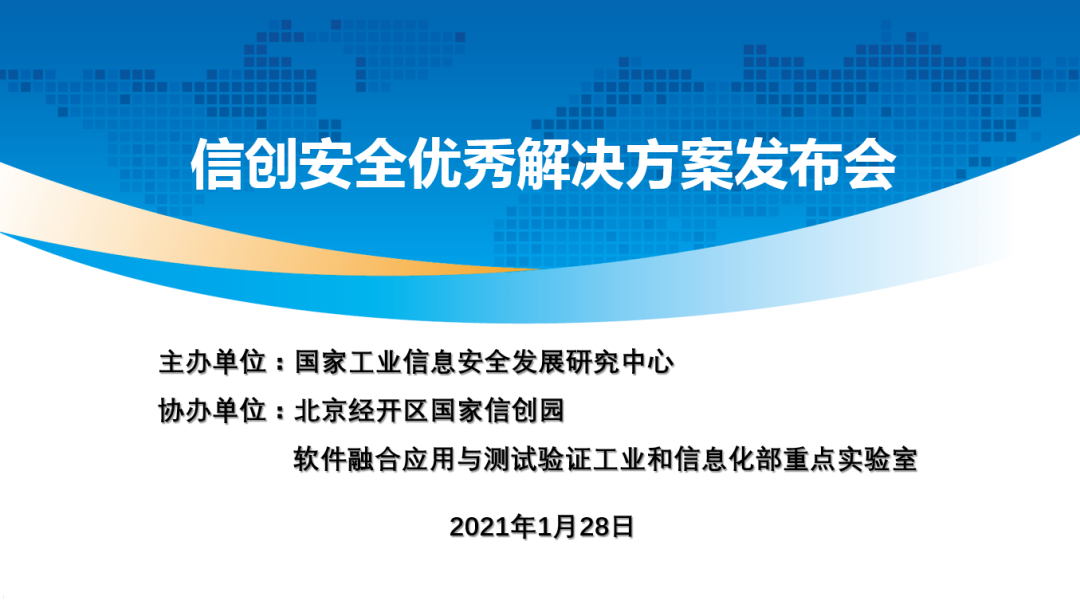 信创安全优秀解决方案发布会
主办单位：国家工业信息安全发展研究中心
协办单位：北京经开区国家信创园
软件融合应用与测试验证工业和信息化部重点实验室
2021年1月28日